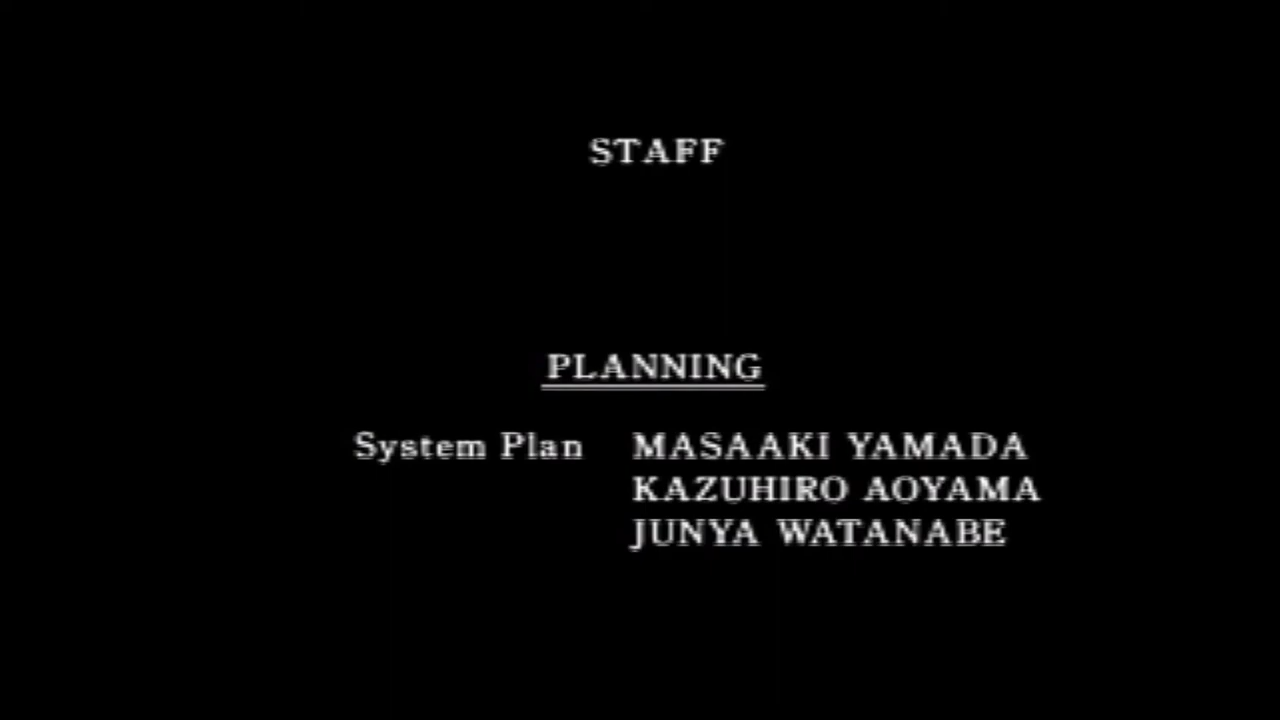 STAFF
PLANNING
System Plan MASAAKI YAMADA
KAZUHIRO AOYAMA
JUNYA WATANABE